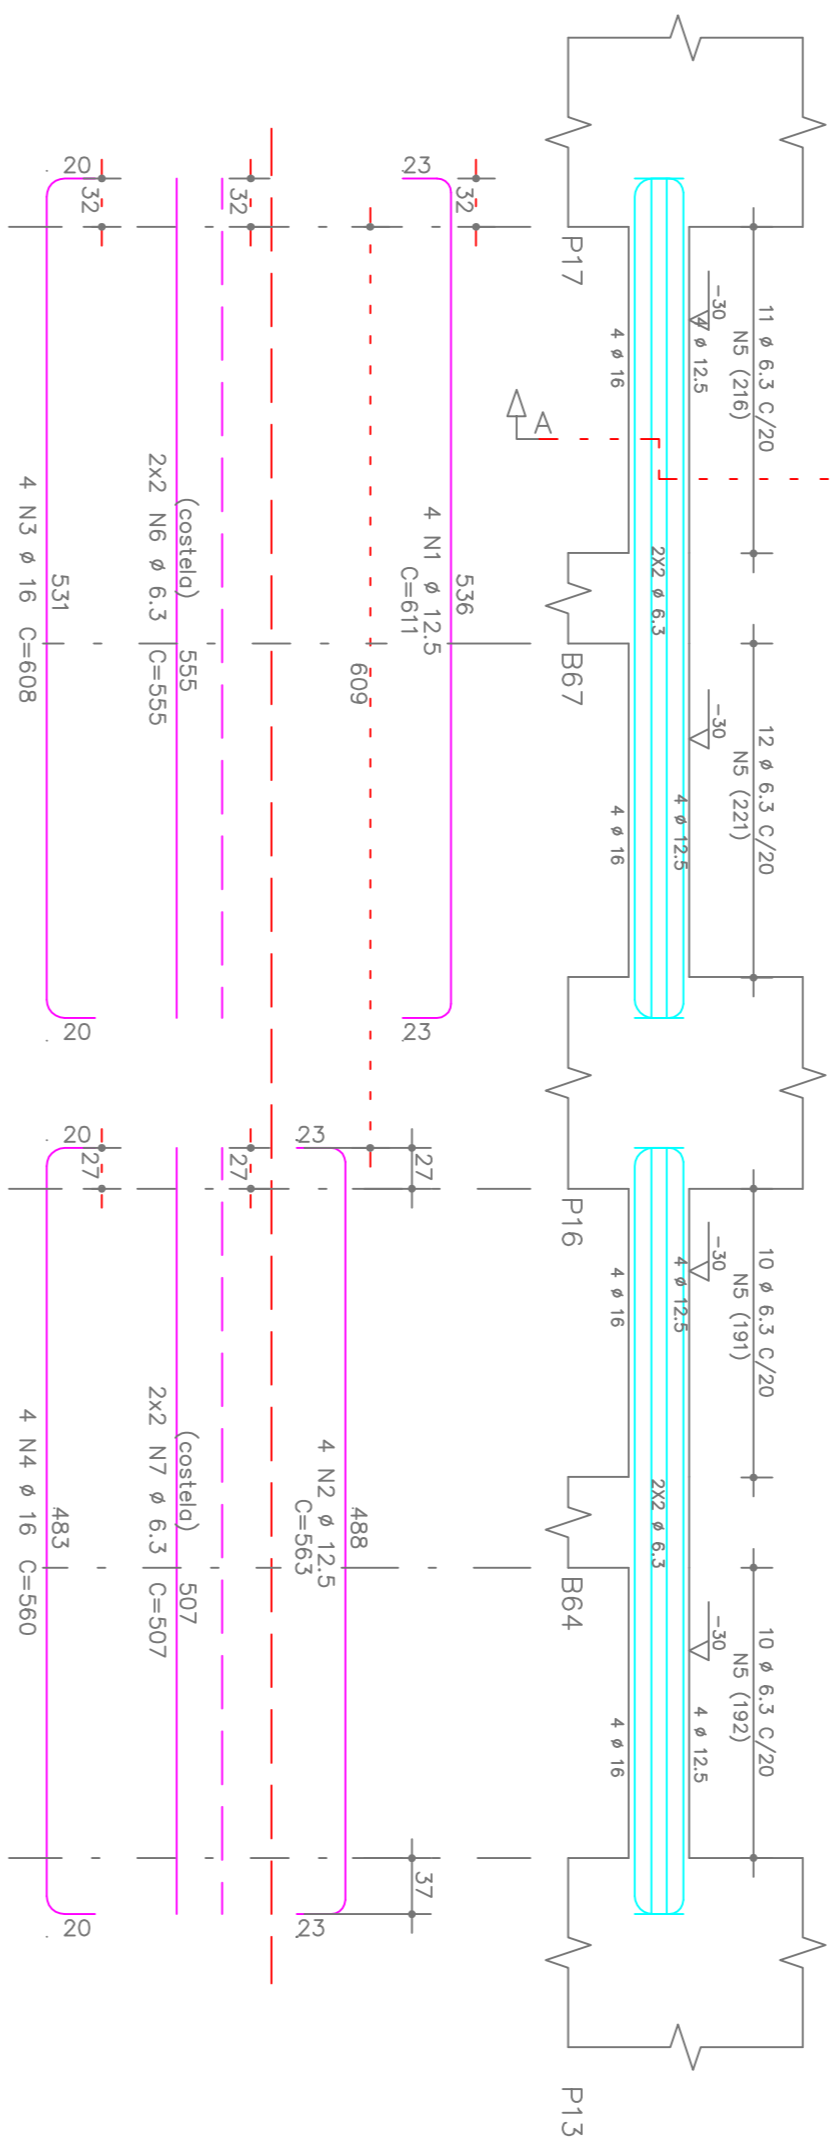 11 ø 6.3 C/20
N5 (216)
12 ø 6.3 C/20
N5 (221)
10 ø 6.3 C/20
N5 (191)
10 ø 6.3 C/20
N5 (192)
-30
-30
-30
-30
4 ø 12.5
4 ø 12.5
4 ø 12.5
4 ø 12.5
2X2 ø 6.3
2X2 ø 6.3
4 ø 16
4 ø 16
4 ø 16
4 ø 16
A
P17
B67
P16
B64
P13
32
23
536
23
4 N1 ø 12.5
C=611
609
27
37
23
488
23
4 N2 ø 12.5
C=563
32
27
(costela)
555
2x2 N6 ø 6.3 C=555
(costela)
507
2x2 N7 ø 6.3 C=507
32
27
20
531
20
4 N3 ø 16 C=608
20
483
20
4 N4 ø 16 C=560